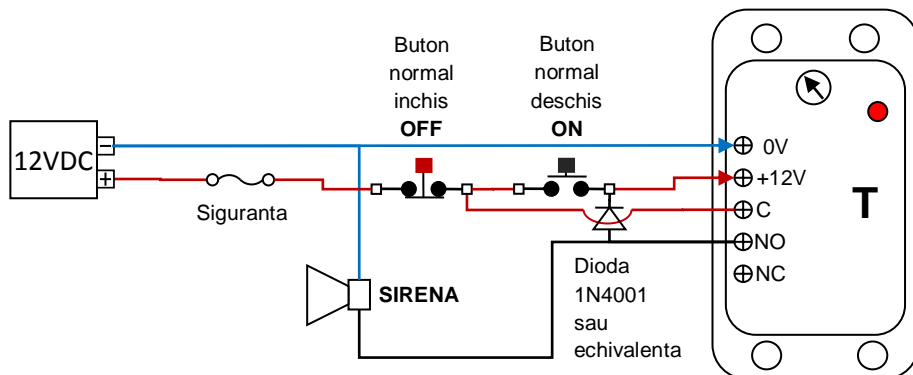 Buton
normal
inchis
OFF
Buton
normal
deschis
ON
12VDC
−
+
Siguranta
SIRENA
Dioda
1N4001
sau
echivalenta
0V
+12V
C
NO
NC
T